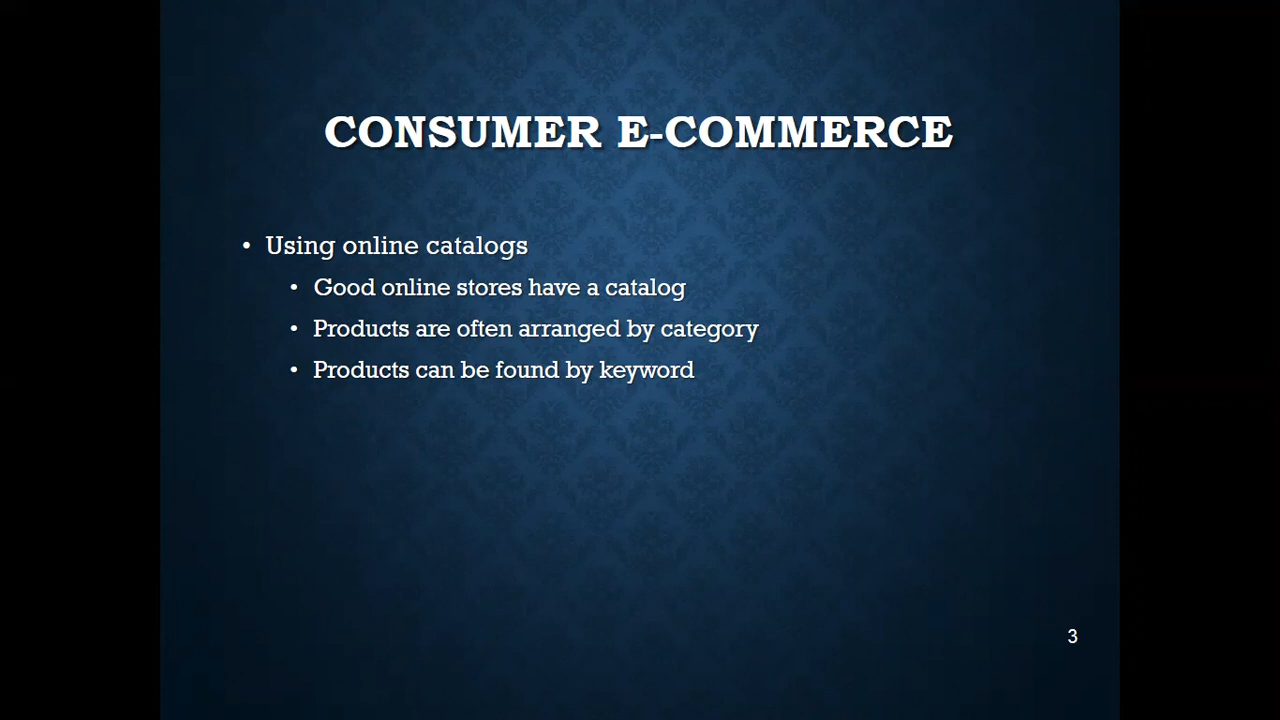 CONSUMER E-COMMERCE
• Using online catalogs
• Good online stores have a catalog
• Products are often arranged by category
• Products can be found by keyword
3